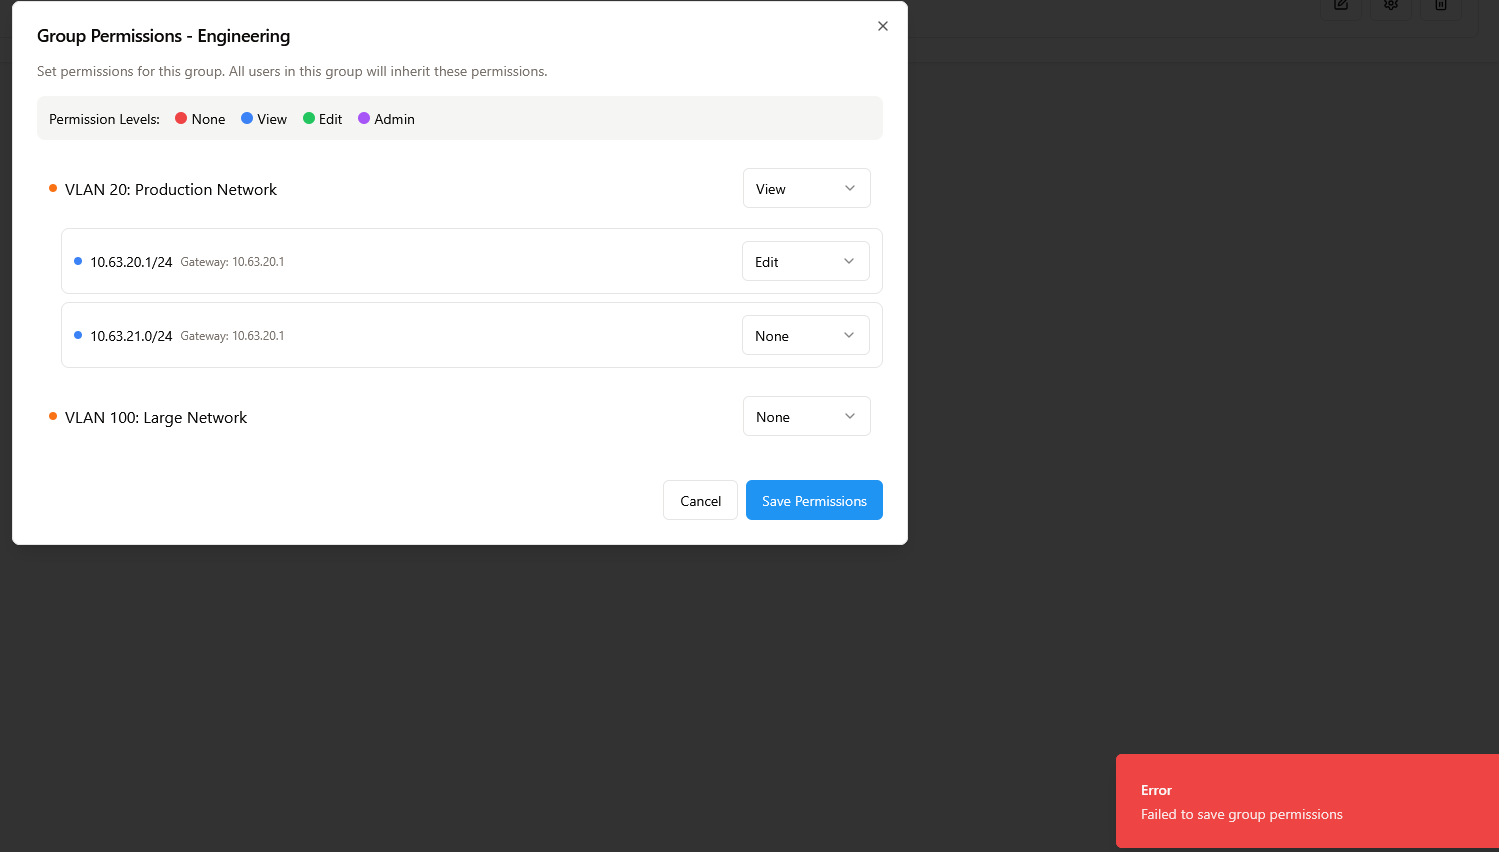 Group Permissions - Engineering
Set permissions for this group. All users in this group will inherit these permissions.
Permission Levels: None View Edit Admin
VLAN 20: Production Network View
10.63.20.1/24 Gateway: 10.63.20.1 Edit
10.63.21.0/24 Gateway: 10.63.20.1 None
VLAN 100: Large Network None
Cancel Save Permissions
Error
Failed to save group permissions